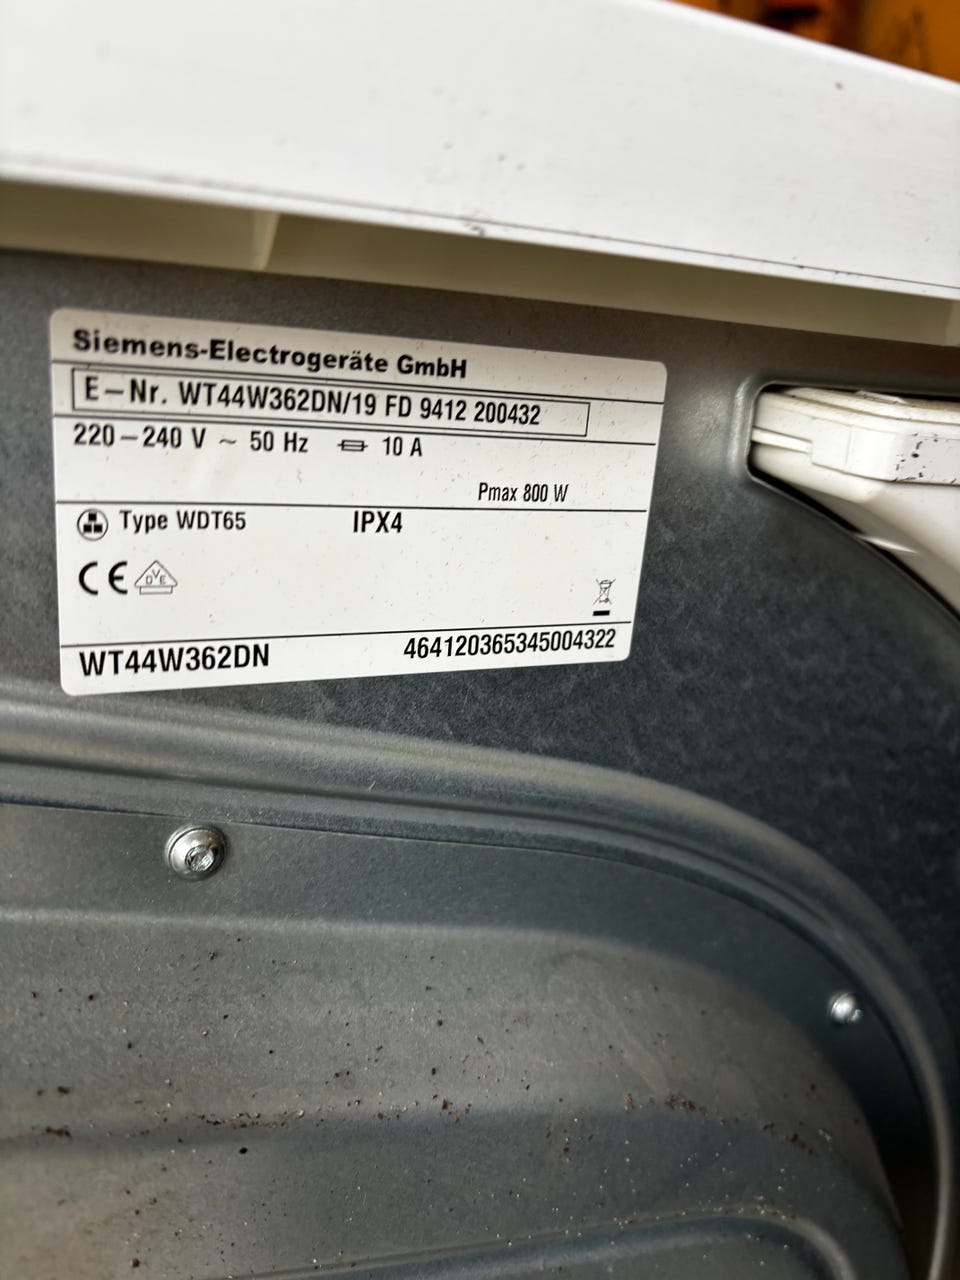 Siemens-Electrogeräte GmbH
E-Nr. WT44W362DN/19 FD 9412 200432
220-240 V ~ 50 Hz 10 A
Pmax 800 W
Type WDT65 IPX4
CE DVE
WT44W362DN 464120365345004322